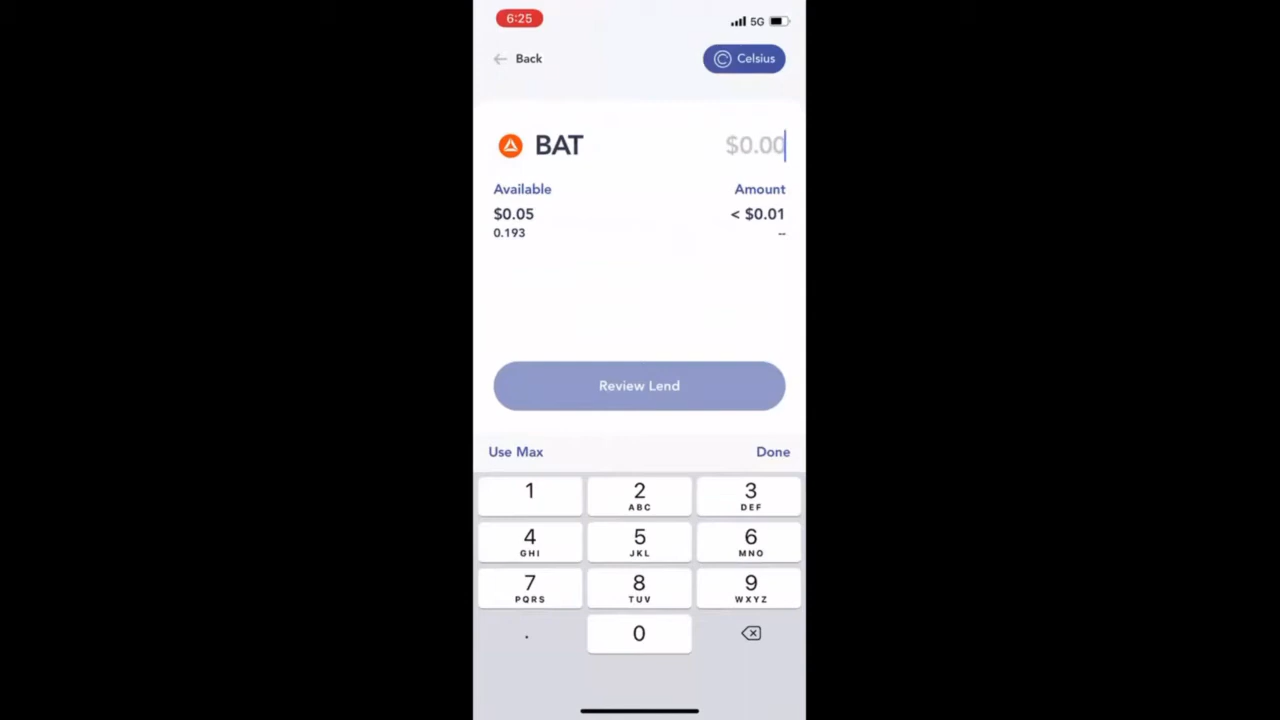 6:25
5G
Back
Celsius
BAT
$0.00
Available
Amount
$0.05
< $0.01
0.193
--
Review Lend
Use Max
Done
1
2
ABC
3
DEF
4
GHI
5
JKL
6
MNO
7
PQRS
8
TUV
9
WXYZ
.
0